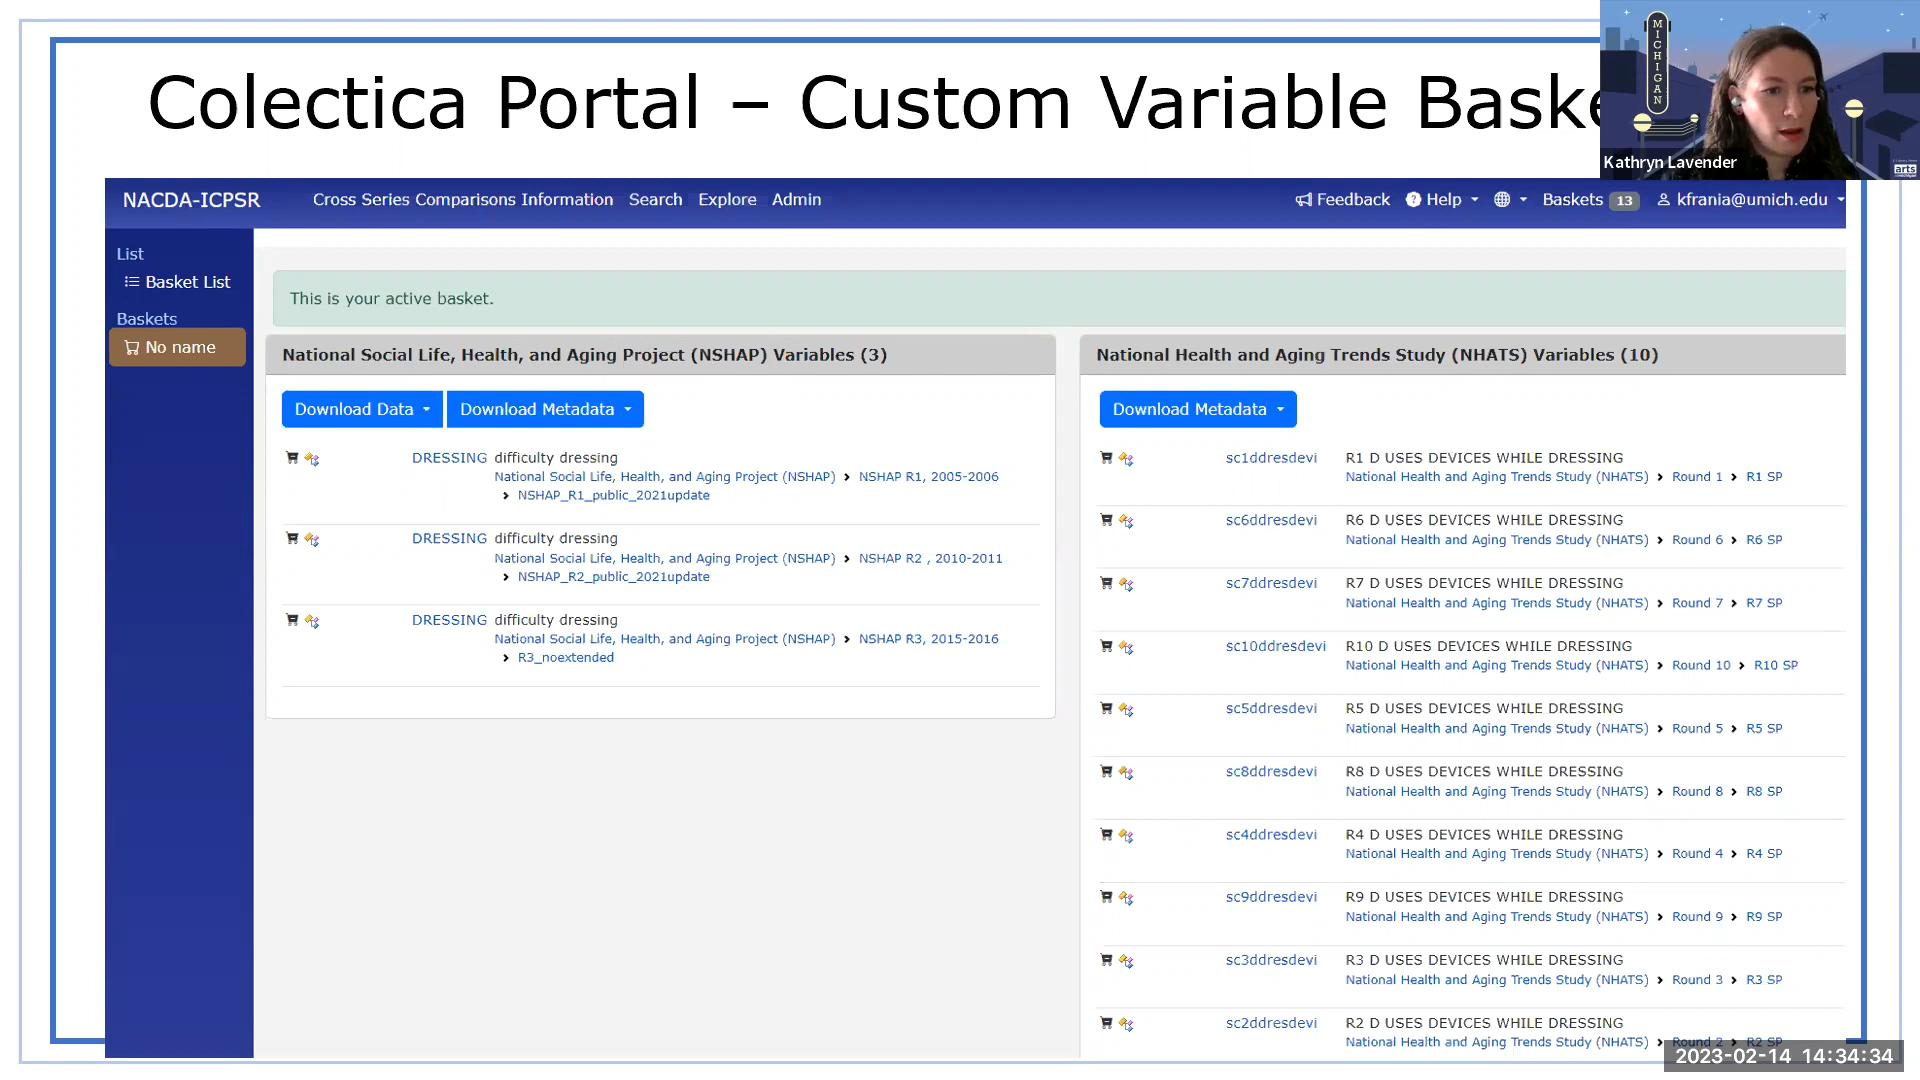 Colectica Portal – Custom Variable Baske
MICHIGAN
arts
Kathryn Lavender
NACDA-ICPSR Cross Series Comparisons Information Search Explore Admin Feedback Help Baskets 13 kfrania@umich.edu
List
Basket List
Baskets
No name
This is your active basket.
National Social Life, Health, and Aging Project (NSHAP) Variables (3)
Download Data Download Metadata
DRESSING difficulty dressing
National Social Life, Health, and Aging Project (NSHAP) > NSHAP R1, 2005-2006
> NSHAP_R1_public_2021update
DRESSING difficulty dressing
National Social Life, Health, and Aging Project (NSHAP) > NSHAP R2 , 2010-2011
> NSHAP_R2_public_2021update
DRESSING difficulty dressing
National Social Life, Health, and Aging Project (NSHAP) > NSHAP R3, 2015-2016
> R3_noextended
National Health and Aging Trends Study (NHATS) Variables (10)
Download Metadata
sc1ddresdevi R1 D USES DEVICES WHILE DRESSING
National Health and Aging Trends Study (NHATS) > Round 1 > R1 SP
sc6ddresdevi R6 D USES DEVICES WHILE DRESSING
National Health and Aging Trends Study (NHATS) > Round 6 > R6 SP
sc7ddresdevi R7 D USES DEVICES WHILE DRESSING
National Health and Aging Trends Study (NHATS) > Round 7 > R7 SP
sc10ddresdevi R10 D USES DEVICES WHILE DRESSING
National Health and Aging Trends Study (NHATS) > Round 10 > R10 SP
sc5ddresdevi R5 D USES DEVICES WHILE DRESSING
National Health and Aging Trends Study (NHATS) > Round 5 > R5 SP
sc8ddresdevi R8 D USES DEVICES WHILE DRESSING
National Health and Aging Trends Study (NHATS) > Round 8 > R8 SP
sc4ddresdevi R4 D USES DEVICES WHILE DRESSING
National Health and Aging Trends Study (NHATS) > Round 4 > R4 SP
sc9ddresdevi R9 D USES DEVICES WHILE DRESSING
National Health and Aging Trends Study (NHATS) > Round 9 > R9 SP
sc3ddresdevi R3 D USES DEVICES WHILE DRESSING
National Health and Aging Trends Study (NHATS) > Round 3 > R3 SP
sc2ddresdevi R2 D USES DEVICES WHILE DRESSING
National Health and Aging Trends Study (NHATS) > Round 2 > R2 SP
2023-02-14 14:34:34